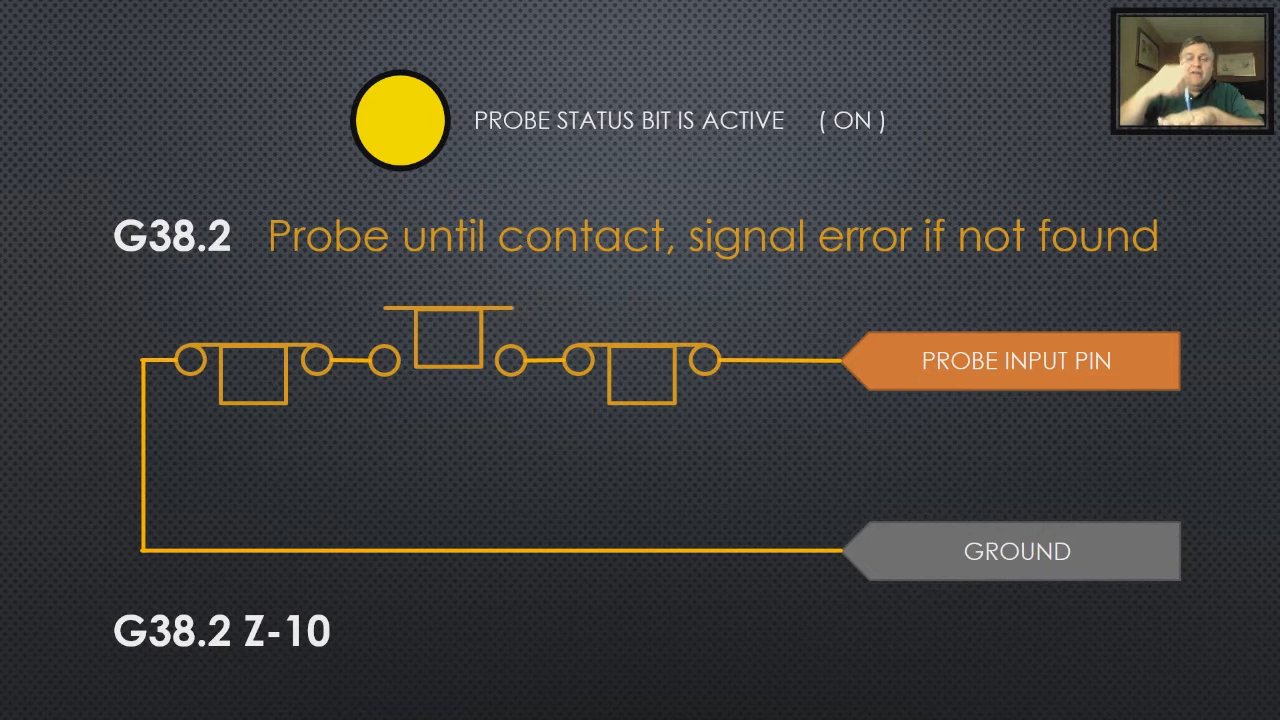 PROBE STATUS BIT IS ACTIVE ( ON )
G38.2 Probe until contact, signal error if not found
PROBE INPUT PIN
GROUND
G38.2 Z-10